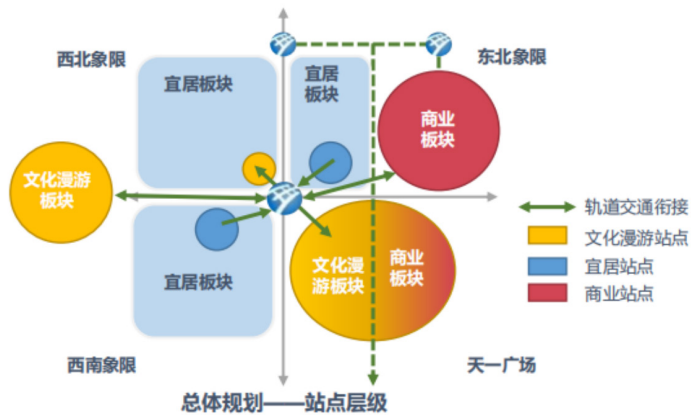 西北象限
东北象限
宜居板块
宜居
板块
商业
板块
文化漫游
板块
文化漫
游板块
商业
板块
宜居板块
轨道交通衔接
文化漫游站点
宜居站点
商业站点
西南象限
天一广场
总体规划——站点层级